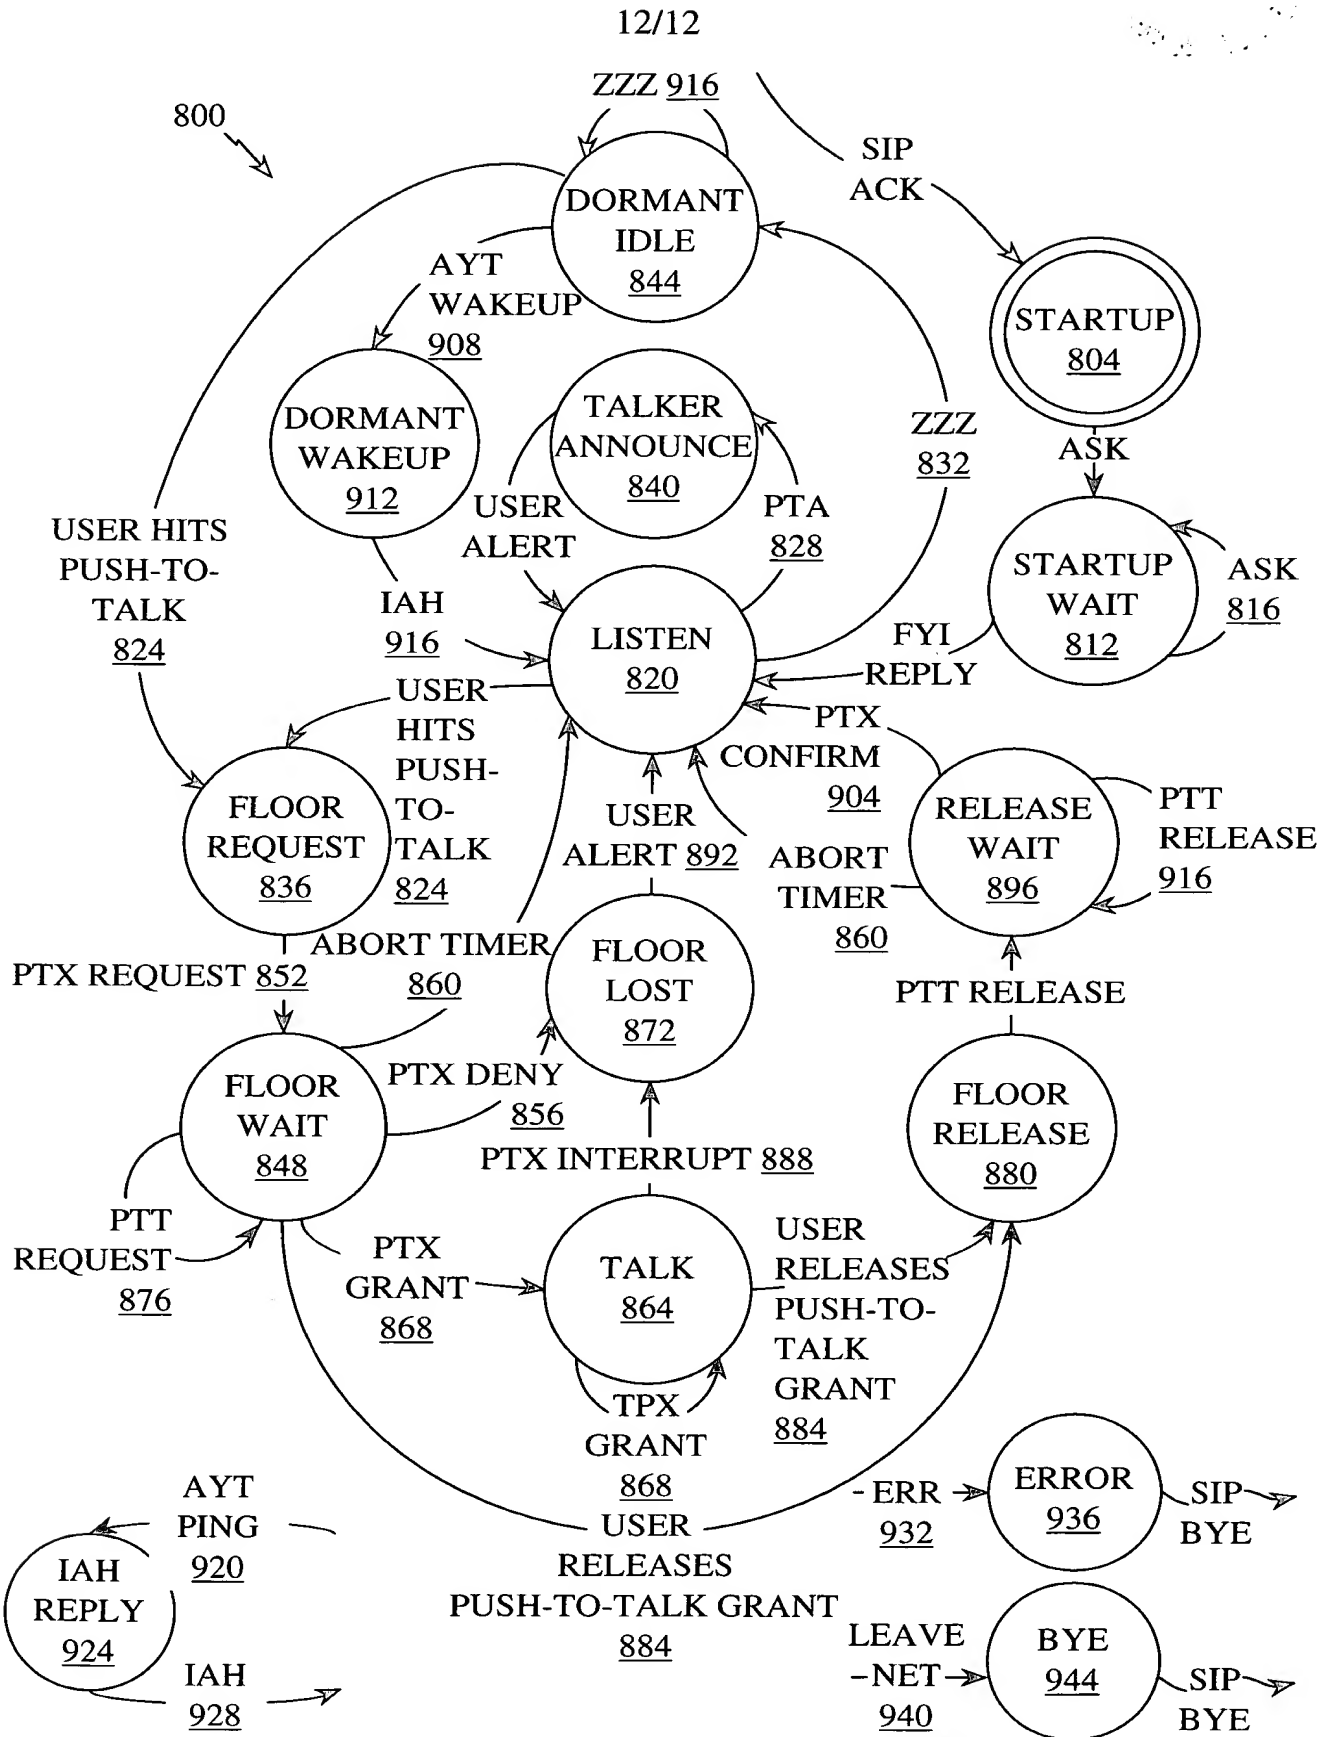 12/12
800
ZZZ 916
SIP
ACK
DORMANT
IDLE
844
AYT
WAKEUP
908
STARTUP
804
ASK
DORMANT
WAKEUP
912
TALKER
ANNOUNCE
840
ZZZ
832
USER
ALERT
PTA
828
USER HITS
PUSH-TO-
TALK
824
STARTUP
WAIT
812
ASK
816
IAH
916
LISTEN
820
FYI
REPLY
USER
HITS
PUSH-
TO-
TALK
824
PTX
CONFIRM
904
FLOOR
REQUEST
836
USER
ALERT 892
ABORT
TIMER
860
RELEASE
WAIT
896
PTT
RELEASE
916
PTX REQUEST 852
ABORT TIMER
860
FLOOR
LOST
872
PTT RELEASE
FLOOR
WAIT
848
PTX DENY
856
FLOOR
RELEASE
880
PTX INTERRUPT 888
PTT
REQUEST
876
PTX
GRANT
868
TALK
864
USER
RELEASES
PUSH-TO-
TALK
GRANT
884
TPX
GRANT
868
AYT
PING
920
USER
RELEASES
PUSH-TO-TALK GRANT
884
ERR
932
ERROR
936
SIP
BYE
IAH
REPLY
924
IAH
928
LEAVE
-NET
940
BYE
944
SIP
BYE